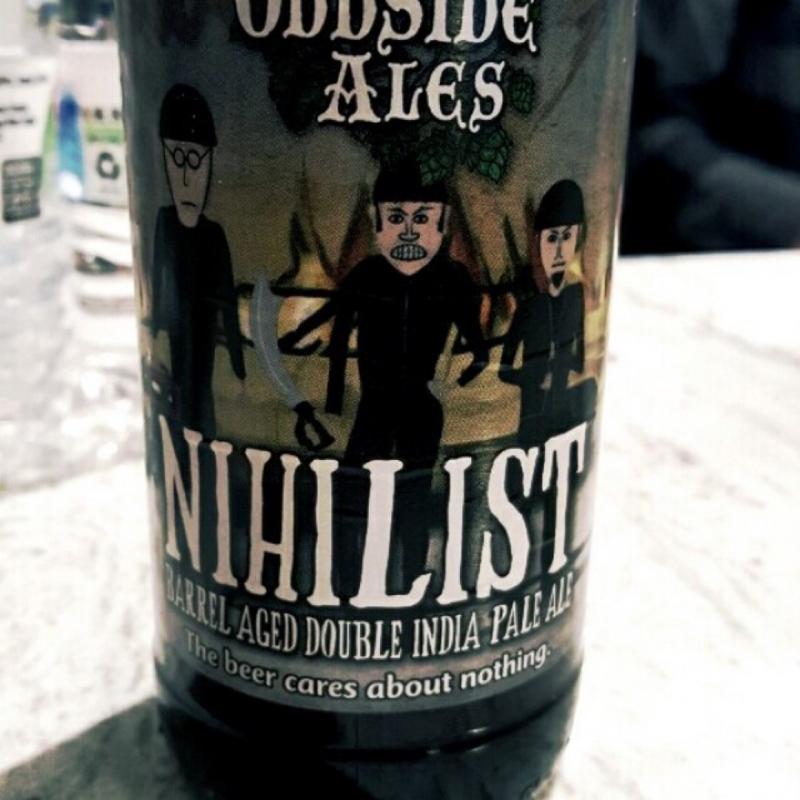 ODDSIDE
ALES
NIHILIST
BARREL AGED DOUBLE INDIA PALE ALE
The beer cares about nothing.